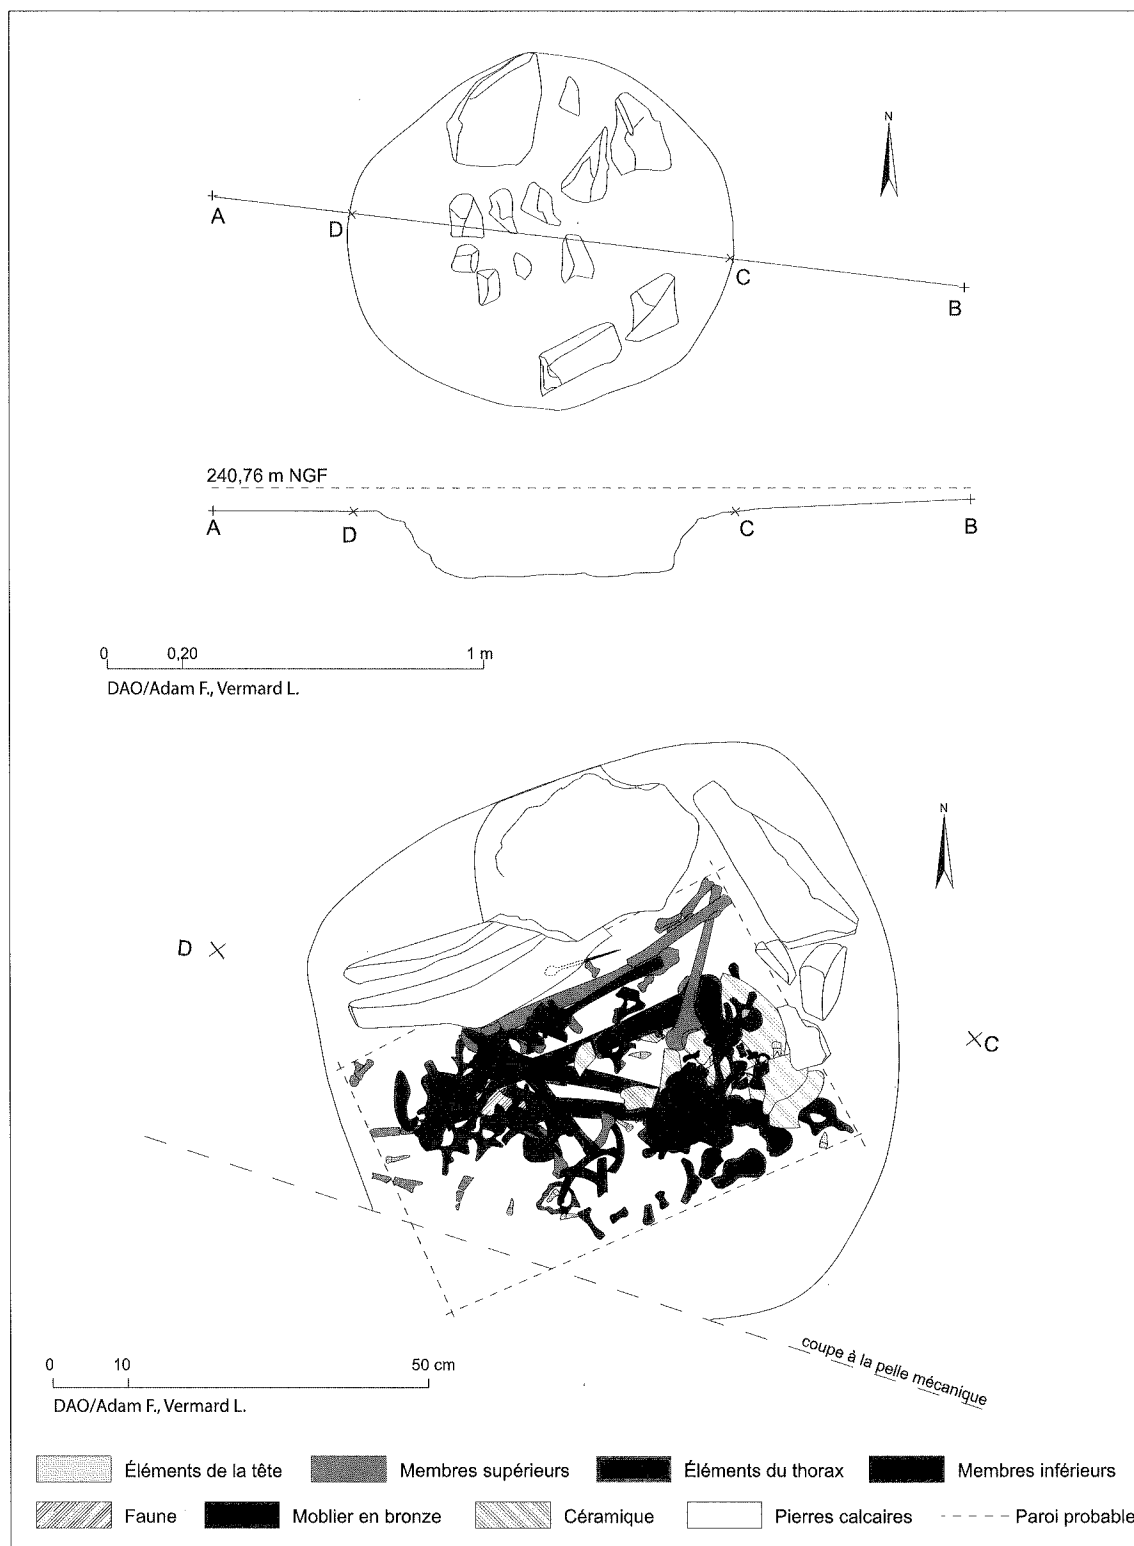 N
A
D
C
B
240,76 m NGF
A
D
C
B
0 0,20 1 m
DAO/Adam F., Vermard L.
N
D
C
coupe à la pelle mécanique
0 10 50 cm
DAO/Adam F., Vermard L.
Éléments de la tête Membres supérieurs Éléments du thorax Membres inférieurs
Faune Moblier en bronze Céramique Pierres calcaires Paroi probable